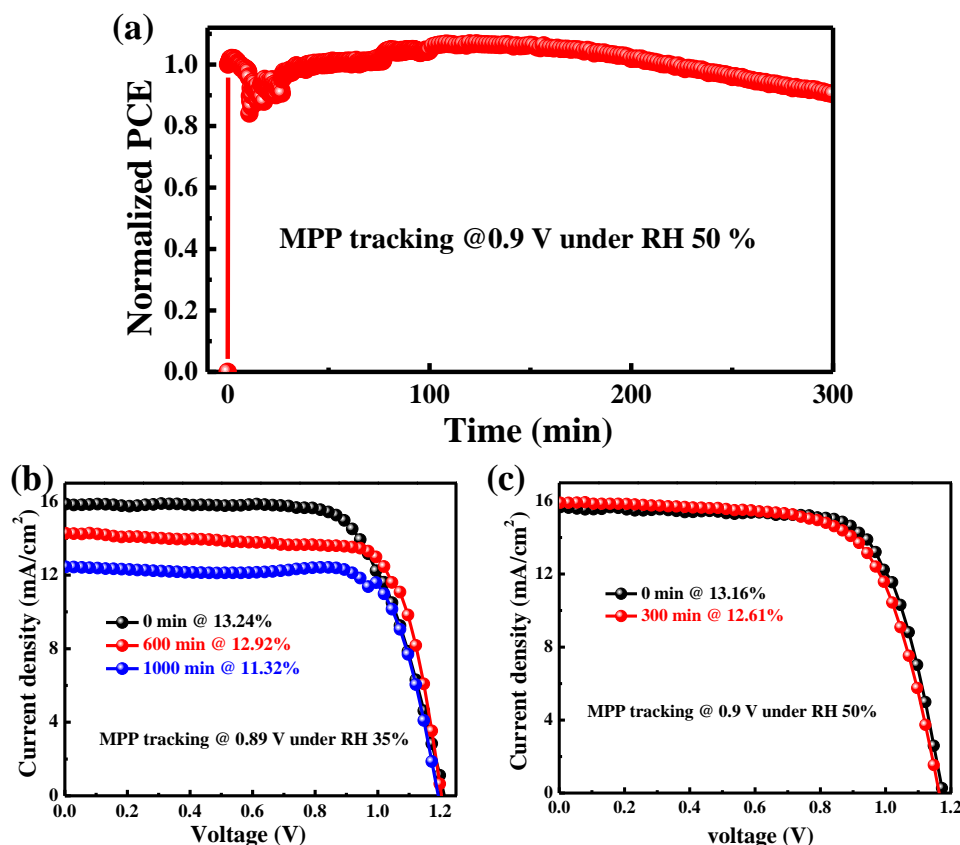 (a)
Normalized PCE
1.0
0.8
0.6
0.4
0.2
0.0
MPP tracking @0.9 V under RH 50 %
0 100 200 300
Time (min)
(b)
Current density (mA/cm²)
16
12
8
4
0
0 min @ 13.24%
600 min @ 12.92%
1000 min @ 11.32%
MPP tracking @ 0.89 V under RH 35%
0.0 0.2 0.4 0.6 0.8 1.0 1.2
Voltage (V)
(c)
Current density (mA/cm²)
16
12
8
4
0
0 min @ 13.16%
300 min @ 12.61%
MPP tracking @ 0.9 V under RH 50%
0.0 0.2 0.4 0.6 0.8 1.0 1.2
voltage (V)